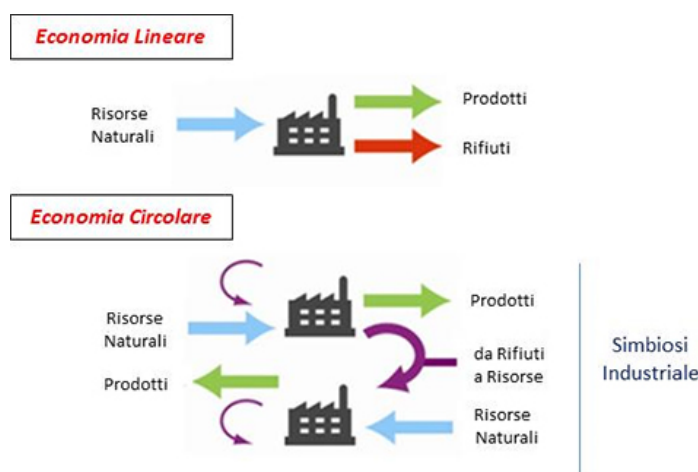 Economia Lineare
Risorse
Naturali
Prodotti
Rifiuti
Economia Circolare
Risorse
Naturali
Prodotti
da Rifiuti
a Risorse
Prodotti
Risorse
Naturali
Simbiosi
Industriale